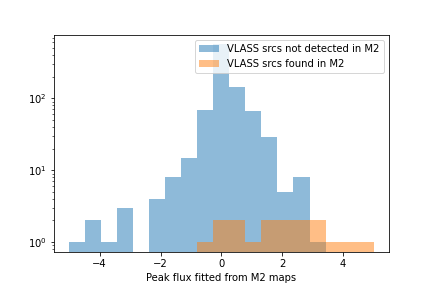 VLASS srcs not detected in M2
VLASS srcs found in M2
10²
10¹
10⁰
−4 −2 0 2 4
Peak flux fitted from M2 maps